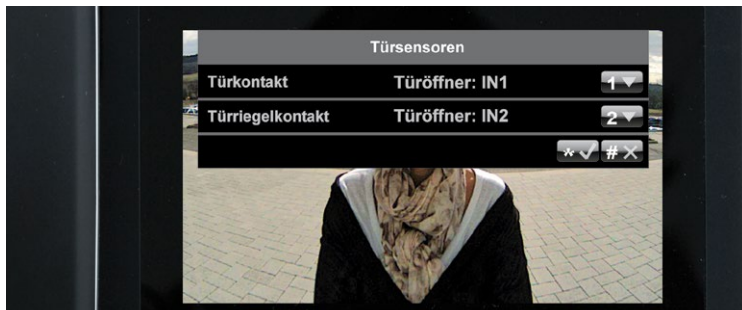 Türsensoren
Türkontakt Türöffner: IN1 1
Türriegelkontakt Türöffner: IN2 2
* #